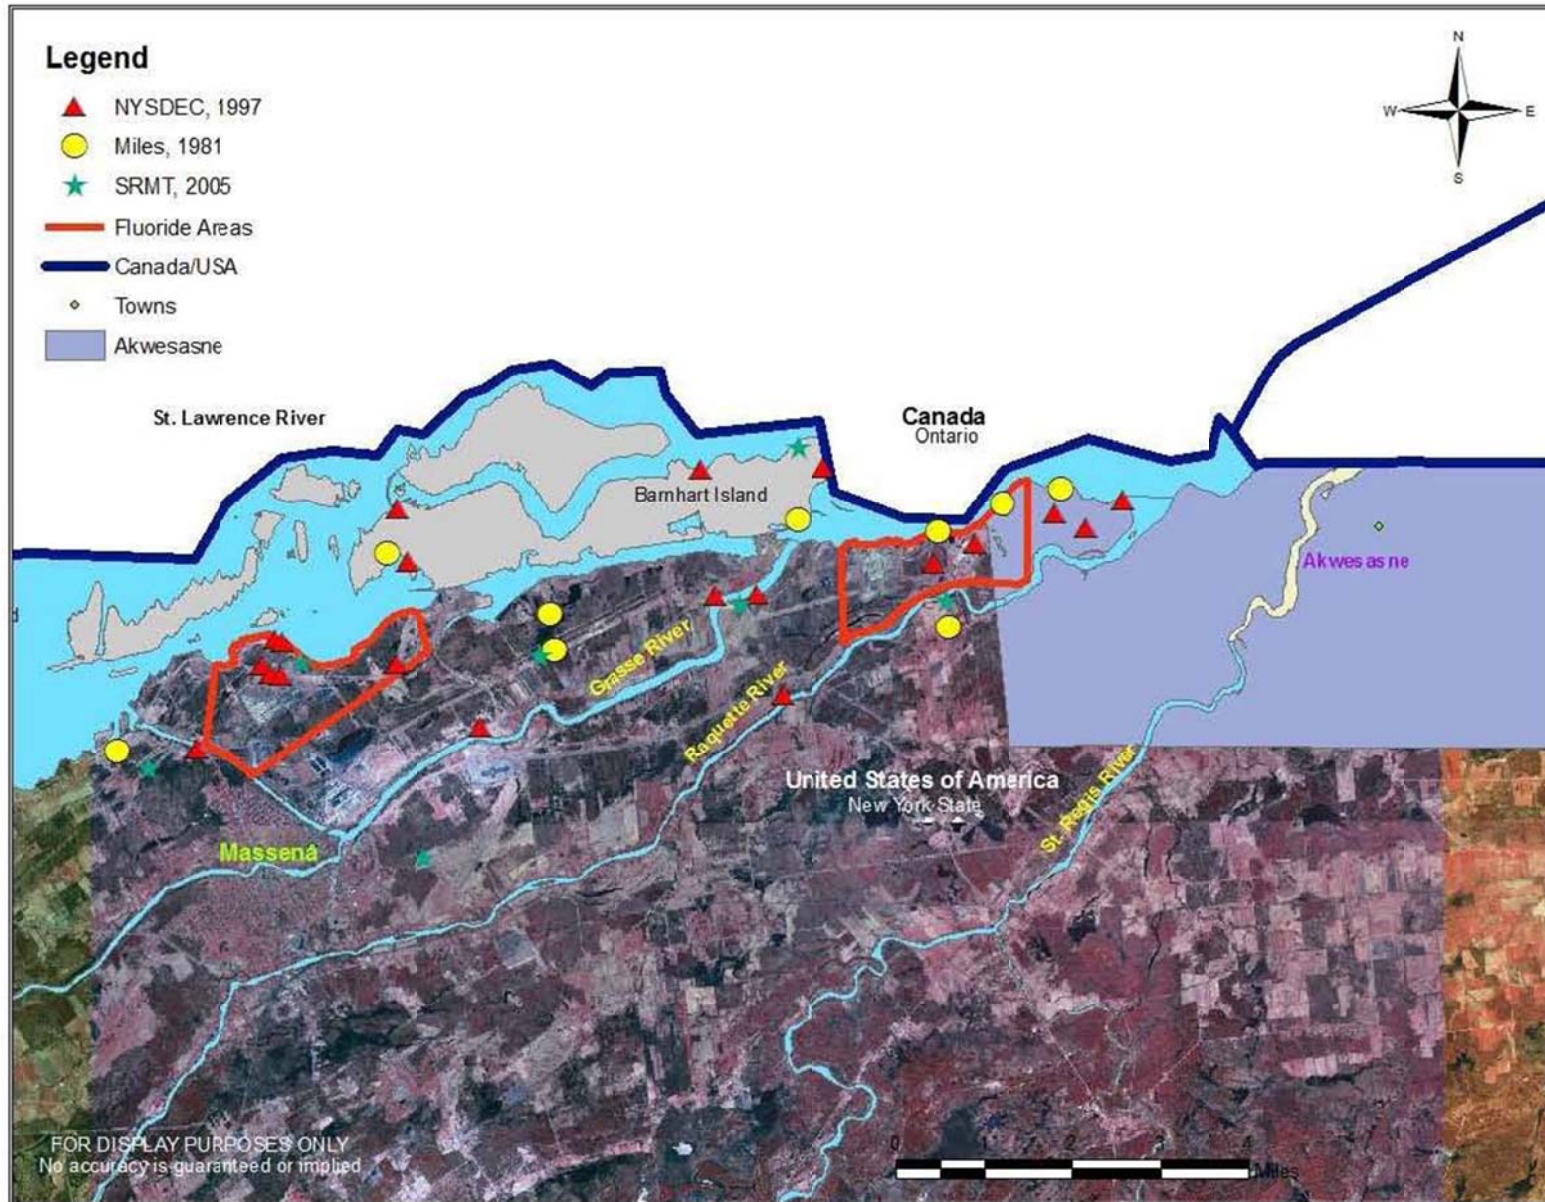 Legend
NYSDEC, 1997
Miles, 1981
SRMT, 2005
Fluoride Areas
Canada/USA
Towns
Akwesasne
N
W
E
S
St. Lawrence River
Canada
Ontario
Barnhart Island
Akwesasne
Grasse River
Raquette River
United States of America
New York State
St. Regis River
Massena
FOR DISPLAY PURPOSES ONLY
No accuracy is guaranteed or implied
0 1 2 3 4
Miles